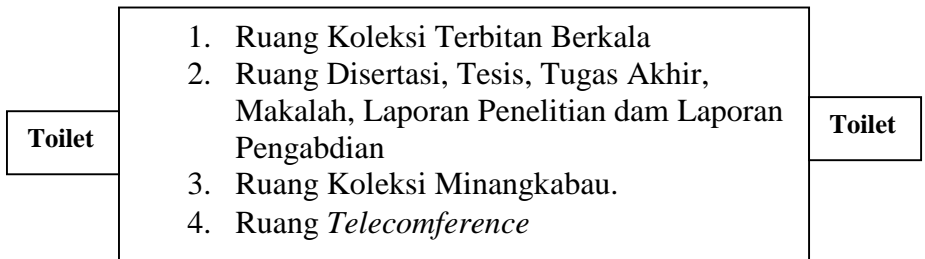 1. Ruang Koleksi Terbitan Berkala
2. Ruang Disertasi, Tesis, Tugas Akhir,
Makalah, Laporan Penelitian dam Laporan
Pengabdian
3. Ruang Koleksi Minangkabau.
4. Ruang Telecomference
Toilet
Toilet